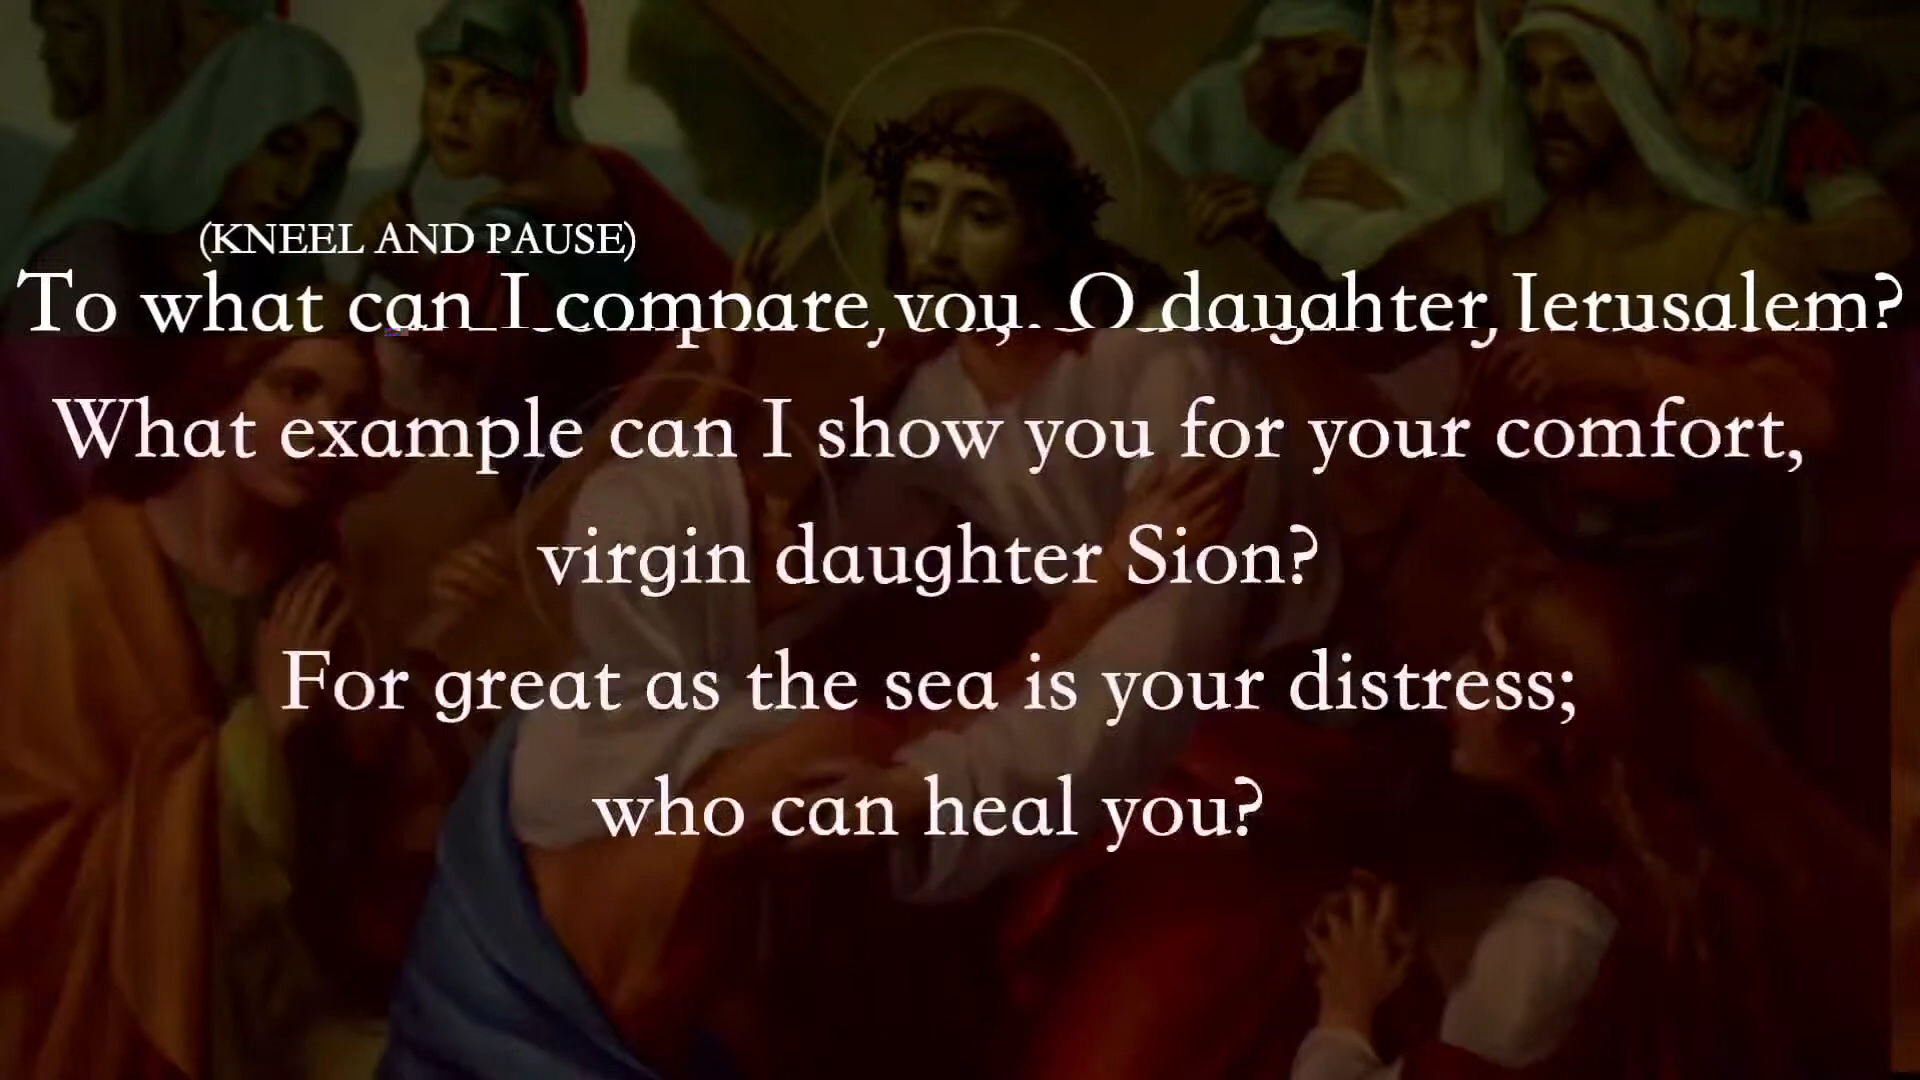 (KNEEL AND PAUSE)
To what can I compare you, O daughter Jerusalem?
What example can I show you for your comfort,
virgin daughter Sion?
For great as the sea is your distress;
who can heal you?